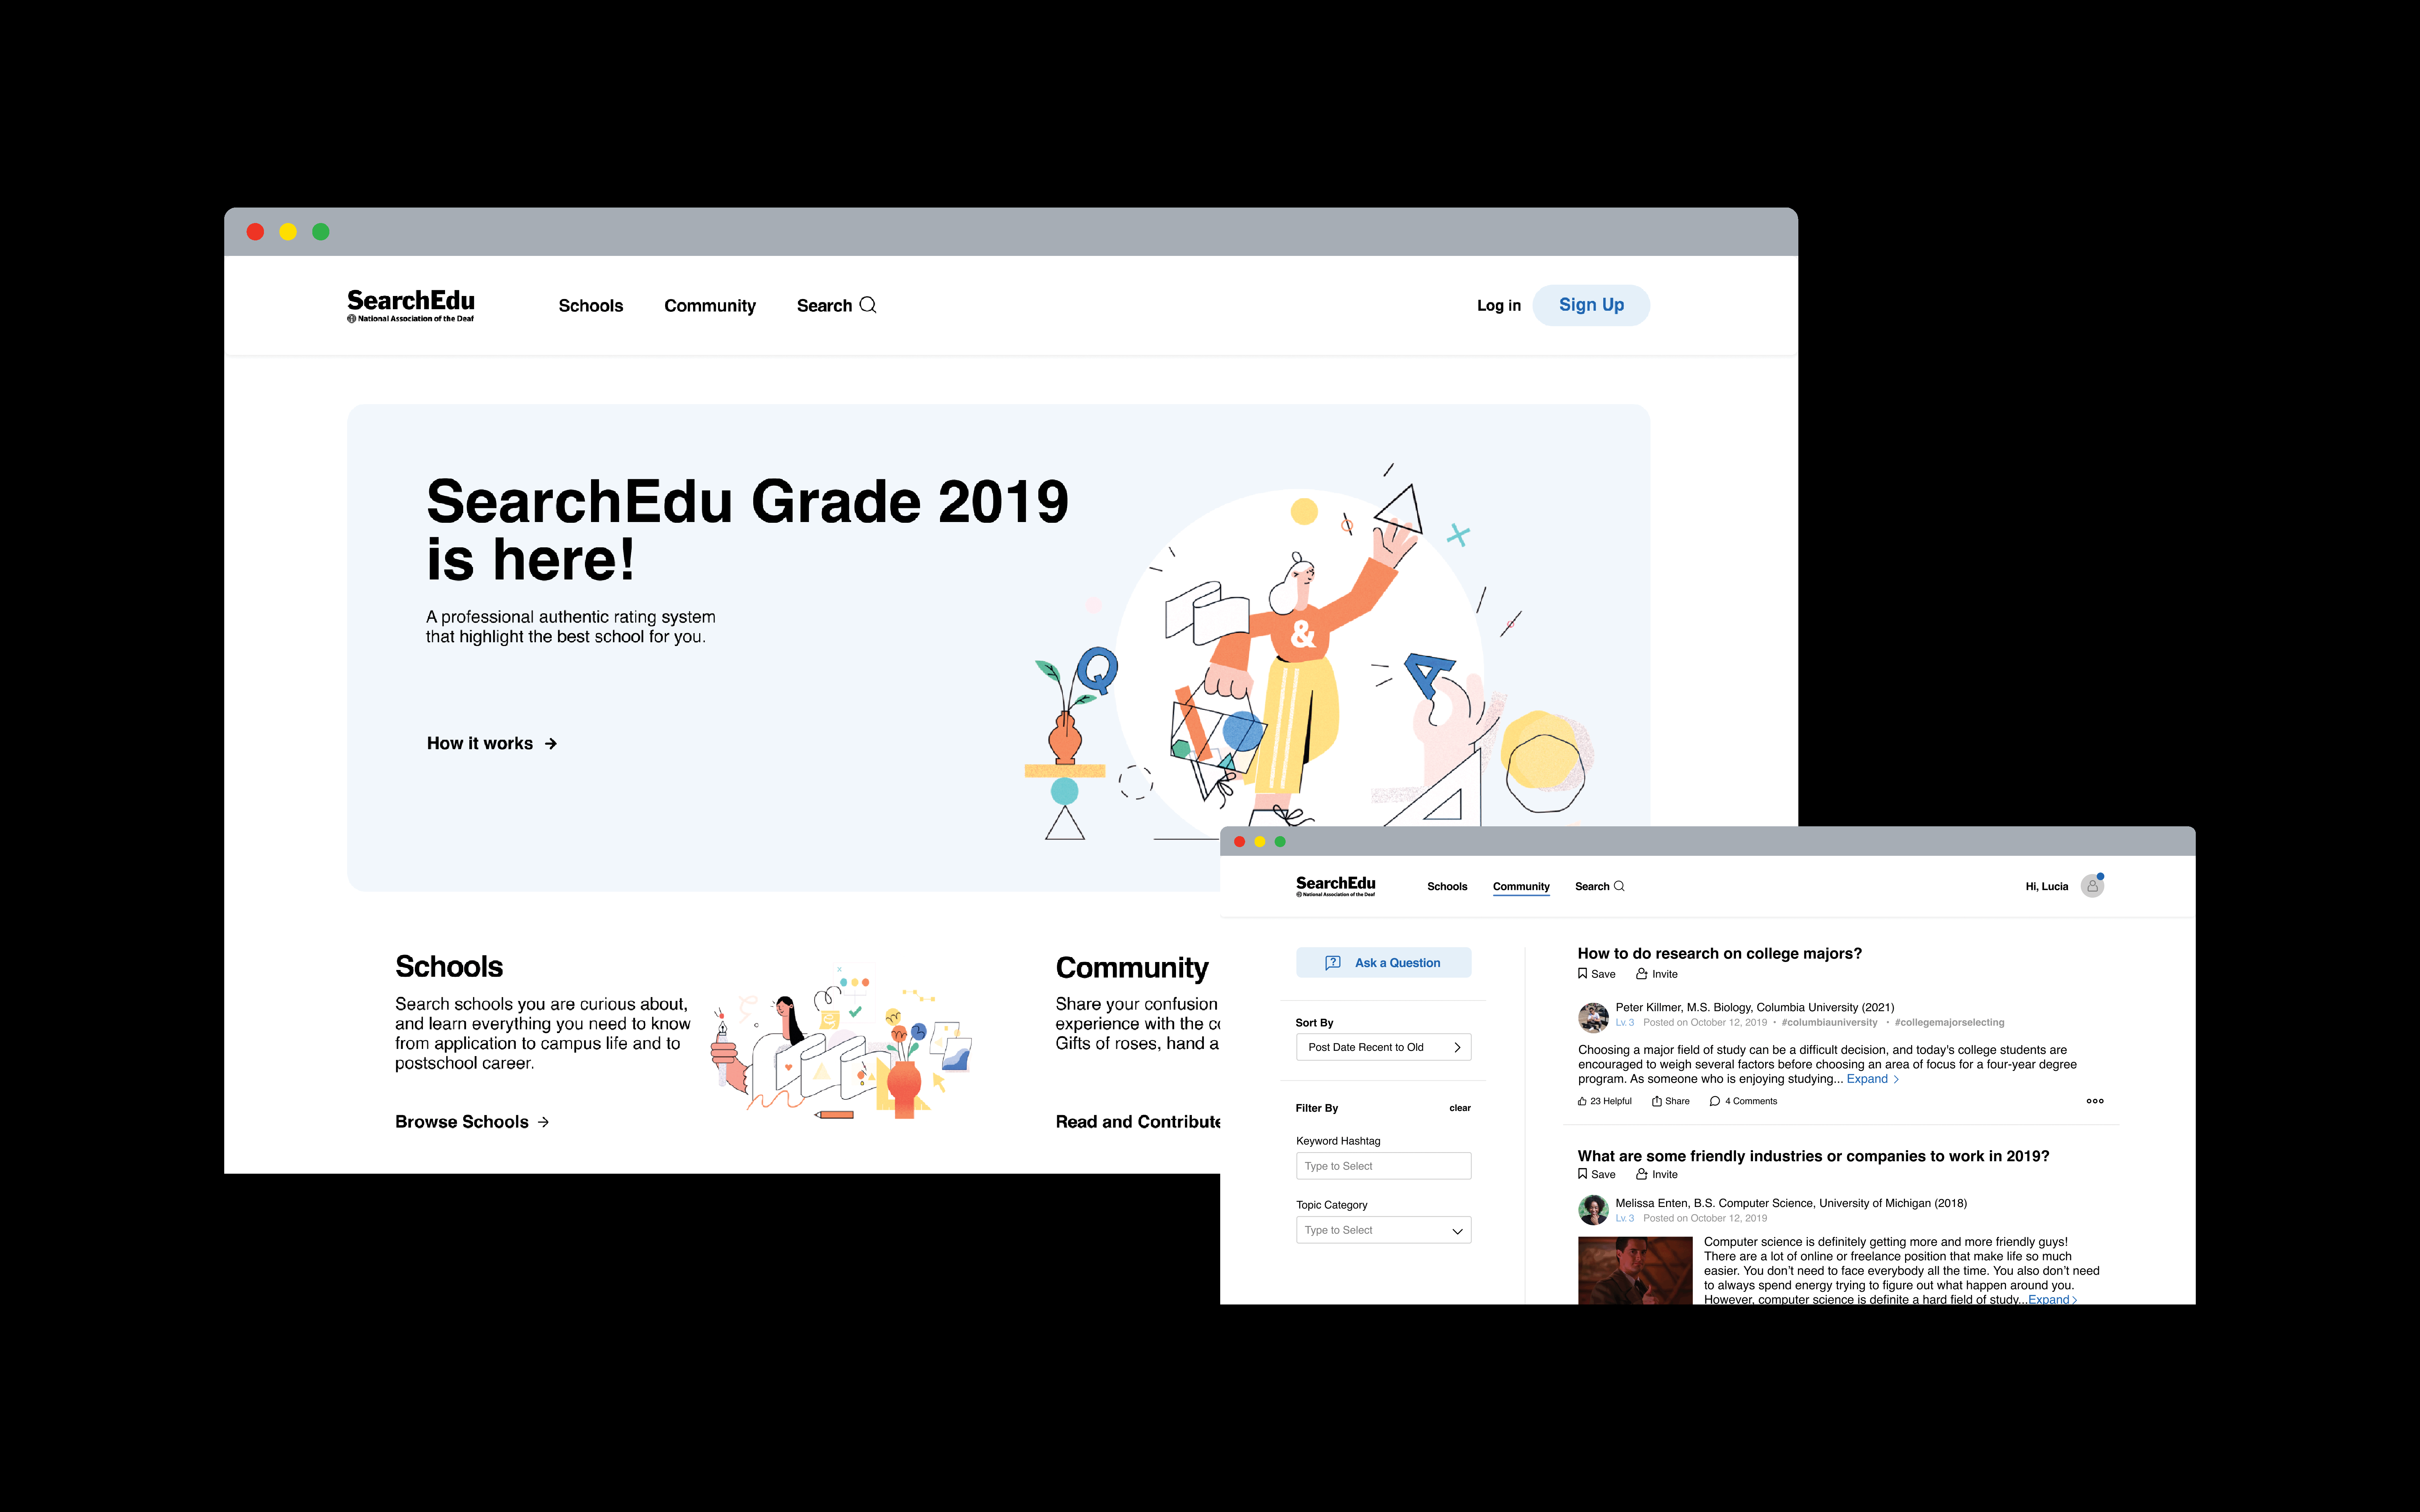 SearchEdu
National Association of the Deaf
Schools
Community
Search
Log in
Sign Up
SearchEdu Grade 2019
is here!
A professional authentic rating system
that highlight the best school for you.
How it works
&
Q
A
Schools
Search schools you are curious about,
and learn everything you need to know
from application to campus life and to
postschool career.
Browse Schools
Community
Share your confusion
experience with the
Gifts of roses, hand a
Read and Contribute
SearchEdu
National Association of the Deaf
Schools
Community
Search
Hi, Lucia
Ask a Question
Sort By
Post Date Recent to Old
Filter By
clear
Keyword Hashtag
Type to Select
Topic Category
Type to Select
How to do research on college majors?
Save
Invite
Peter Killmer, M.S. Biology, Columbia University (2021)
Lv. 3 Posted on October 12, 2019 • #columbiauniversity • #collegemajorselecting
Choosing a major field of study can be a difficult decision, and today's college students are
encouraged to weigh several factors before choosing an area of focus for a four-year degree
program. As someone who is enjoying studying... Expand >
23 Helpful
Share
4 Comments
What are some friendly industries or companies to work in 2019?
Save
Invite
Melissa Enten, B.S. Computer Science, University of Michigan (2018)
Lv. 3 Posted on October 12, 2019
Computer science is definitely getting more and more friendly guys!
There are a lot of online or freelance position that make life so much
easier. You don't need to face everybody all the time. You also don't need
to always spend energy trying to figure out what happen around you.
However, computer science is definite a hard field of study...Expand >